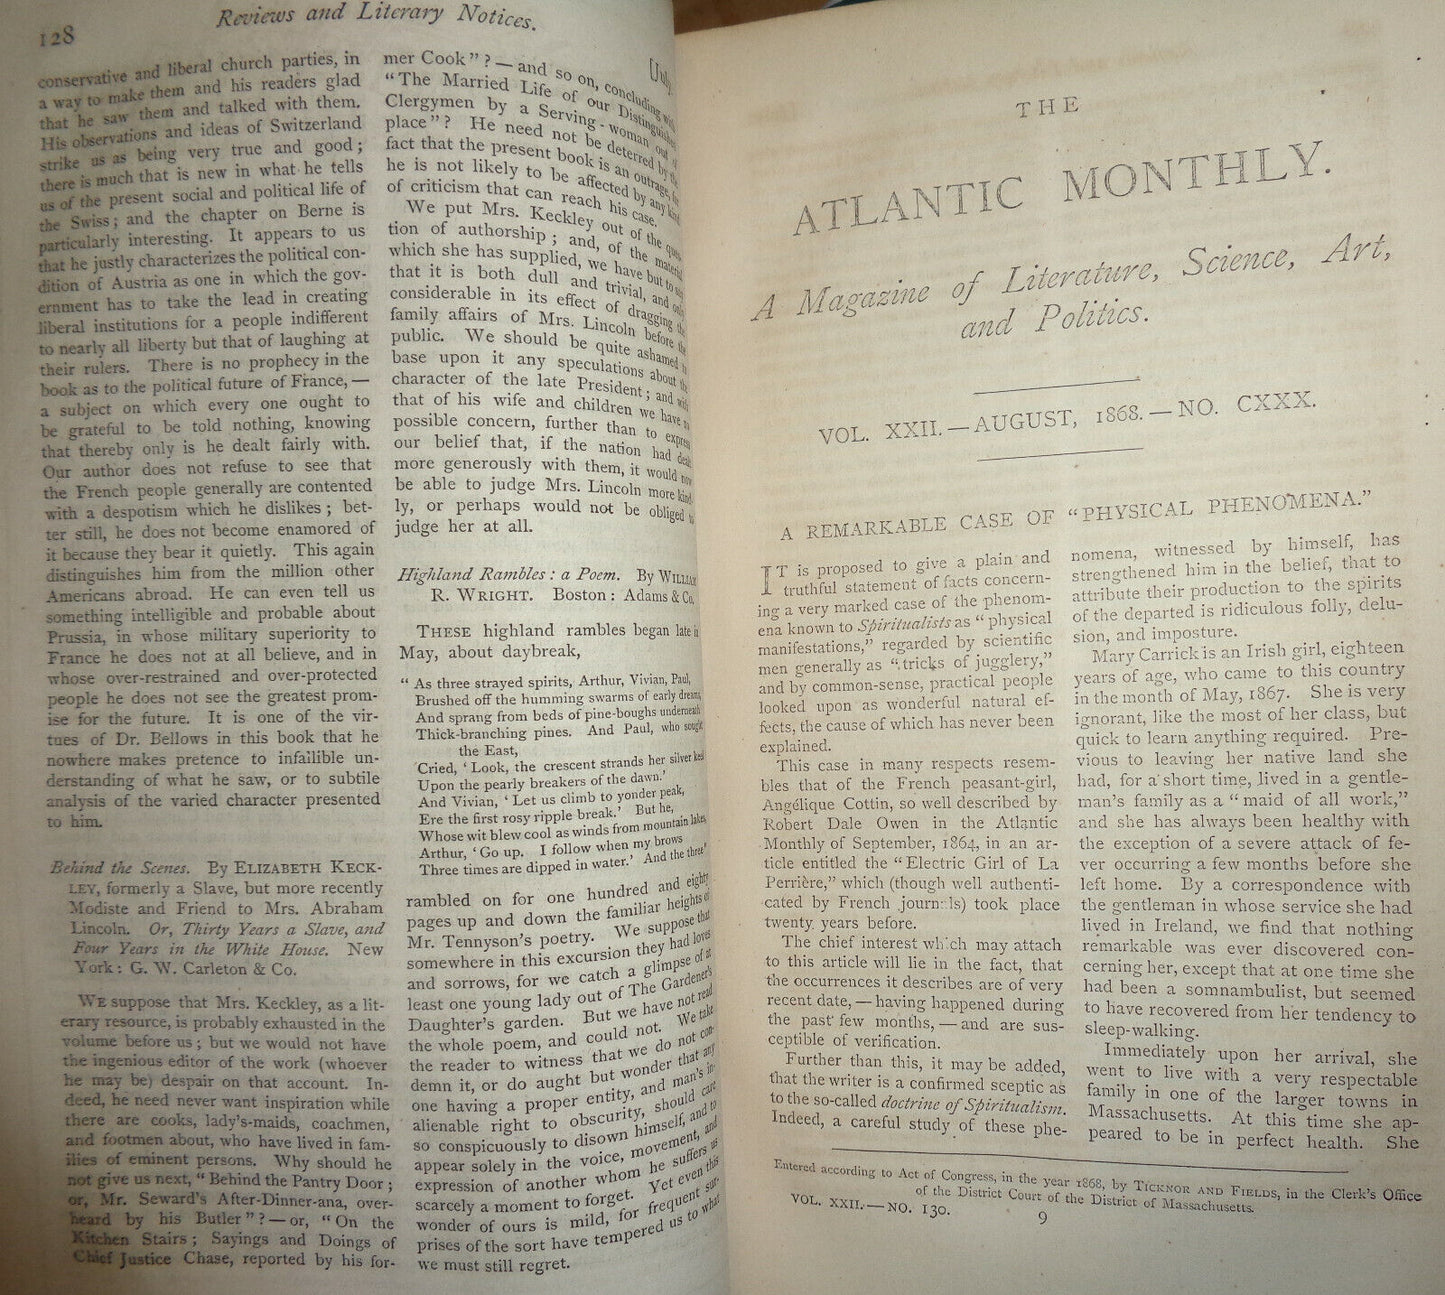 128
Reviews and Literary Notices.
[July,
conservative and liberal church parties, in
a way to make them and his readers glad
that he saw them and talked with them.
His observations and ideas of Switzerland
strike us as being very true and good;
there is much that is new in what he tells
us of the present social and political life of
the Swiss; and the chapter on Berne is
particularly interesting. It appears to us
that he justly characterizes the political con-
dition of Austria as one in which the gov-
ernment has to take the lead in creating
liberal institutions for a people indifferent
to nearly all liberty but that of laughing at
their rulers. There is no prophecy in the
book as to the political future of France, —
a subject on which every one ought to
be grateful to be told nothing, knowing
that thereby only is he dealt fairly with.
Our author does not refuse to see that
the French people generally are contented
with a despotism which he dislikes; bet-
ter still, he does not become enamored of
it because they bear it quietly. This again
distinguishes him from the million other
Americans abroad. He can even tell us
something intelligible and probable about
Prussia, in whose military superiority to
France he does not at all believe, and in
whose over-restrained and over-protected
people he does not see the greatest prom-
ise for the future. It is one of the vir-
tues of Dr. Bellows in this book that he
nowhere makes pretence to infallible un-
derstanding of what he saw, or to subtile
analysis of the varied character presented
to him.
Behind the Scenes. By ELIZABETH KECK-
LEY, formerly a Slave, but more recently
Modiste and Friend to Mrs. Abraham
Lincoln. Or, Thirty Years a Slave, and
Four Years in the White House. New
York: G. W. Carleton & Co.
WE suppose that Mrs. Keckley, as a lit-
erary resource, is probably exhausted in the
volume before us; but we would not have
the ingenious editor of the work (whoever
he may be) despair on that account. In-
deed, he need never want inspiration while
there are cooks, lady's-maids, coachmen,
and footmen about, who have lived in fam-
ilies of eminent persons. Why should he
not give us next, "Behind the Pantry Door;
or, Mr. Seward's After-Dinner-ana, over-
heard by his Butler"? — or, "On the
Kitchen Stairs; Sayings and Doings of
Chief Justice Chase, reported by his for-
mer Cook"? — and so on, concluding with
"The Married Life of our Distinguished
Clergymen by a Serving-woman out of
place"? He need not be deterred by the
fact that the present book is an outrage, for
he is not likely to be affected by any kind
of criticism that can reach his case.
We put Mrs. Keckley out of the ques-
tion of authorship; and, of the material
which she has supplied, we have but to say
that it is both dull and trivial, and only
considerable in its effect of dragging the
family affairs of Mrs. Lincoln before the
public. We should be quite ashamed to
base upon it any speculations about the
character of the late President; and with
that of his wife and children we have no
possible concern, further than to express
our belief that, if the nation had dealt
more generously with them, it would now
be able to judge Mrs. Lincoln more kind-
ly, or perhaps would not be obliged to
judge her at all.
Highland Rambles: a Poem. By WILLIAM
R. WRIGHT. Boston: Adams & Co.
THESE highland rambles began late in
May, about daybreak,
"As three strayed spirits, Arthur, Vivian, Paul,
Brushed off the humming swarms of early dreams,
And sprang from beds of pine-boughs underneath
Thick-branching pines. And Paul, who sought
the East,
Cried, 'Look, the crescent strands her silver keel
Upon the pearly breakers of the dawn.'
And Vivian, 'Let us climb to yonder peak,
Ere the first rosy ripple break.' But he,
Whose wit blew cool as winds from mountain lakes,
Arthur, 'Go up. I follow when my brows
Three times are dipped in water.' And the three"
rambled on for one hundred and eighty
pages up and down the familiar heights of
Mr. Tennyson's poetry. We suppose that
somewhere in this excursion they had loves
and sorrows, for we catch a glimpse of at
least one young lady out of The Gardener's
Daughter's garden. But we have not read
the whole poem, and could not. We take
the reader to witness that we do not con-
demn it, or do aught but wonder that any
one having a proper entity, and man's in-
alienable right to obscurity, should care
so conspicuously to disown himself, and to
appear solely in the voice, movement, and
expression of another whom he suffers us
scarcely a moment to forget. Yet even this
wonder of ours is mild, for frequent sur-
prises of the sort have tempered us to what
we must still regret.
THE
ATLANTIC MONTHLY.
A Magazine of Literature, Science, Art,
and Politics.
VOL. XXII. — AUGUST, 1868. — NO. CXXX.
A REMARKABLE CASE OF "PHYSICAL PHENOMENA."
IT is proposed to give a plain and
truthful statement of facts concern-
ing a very marked case of the phenom-
ena known to Spiritualists as "physical
manifestations," regarded by scientific
men generally as "tricks of jugglery,"
and by common-sense, practical people
looked upon as wonderful natural ef-
fects, the cause of which has never been
explained.
This case in many respects resem-
bles that of the French peasant-girl,
Angélique Cottin, so well described by
Robert Dale Owen in the Atlantic
Monthly of September, 1864, in an ar-
ticle entitled the "Electric Girl of La
Perrière," which (though well authenti-
cated by French journals) took place
twenty years before.
The chief interest which may attach
to this article will lie in the fact, that
the occurrences it describes are of very
recent date, — having happened during
the past few months, — and are sus-
ceptible of verification.
Further than this, it may be added,
that the writer is a confirmed sceptic as
to the so-called doctrine of Spiritualism.
Indeed, a careful study of these phe-
nomena, witnessed by himself, has
strengthened him in the belief, that to
attribute their production to the spirits
of the departed is ridiculous folly, delu-
sion, and imposture.
Mary Carrick is an Irish girl, eighteen
years of age, who came to this country
in the month of May, 1867. She is very
ignorant, like the most of her class, but
quick to learn anything required. Pre-
vious to leaving her native land she
had, for a short time, lived in a gentle-
man's family as a "maid of all work,"
and she has always been healthy with
the exception of a severe attack of fe-
ver occurring a few months before she
left home. By a correspondence with
the gentleman in whose service she had
lived in Ireland, we find that nothing
remarkable was ever discovered con-
cerning her, except that at one time she
had been a somnambulist, but seemed
to have recovered from her tendency to
sleep-walking.
Immediately upon her arrival, she
went to live with a very respectable
family in one of the larger towns in
Massachusetts. At this time she ap-
peared to be in perfect health. She
Entered according to Act of Congress, in the year 1868, by TICKNOR AND FIELDS, in the Clerk's Office
of the District Court of the District of Massachusetts.
VOL. XXII. — NO. 130. 9